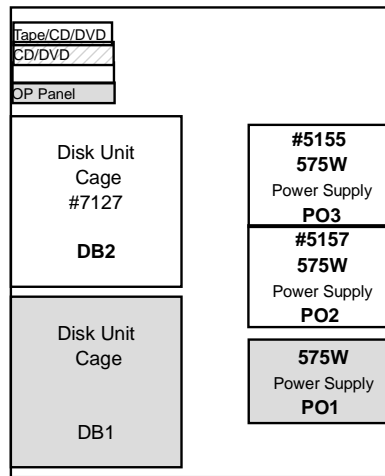 Tape/CD/DVD
CD/DVD
OP Panel
Disk Unit
Cage
#7127
DB2
Disk Unit
Cage
DB1
#5155
575W
Power Supply
PO3
#5157
575W
Power Supply
PO2
575W
Power Supply
PO1